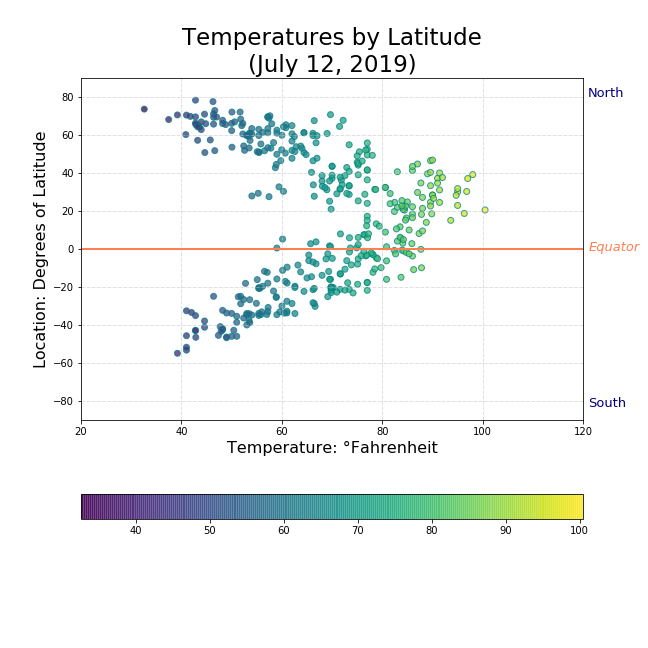 Temperatures by Latitude
(July 12, 2019)
North
80
60
40
20
0
Equator
−20
−40
−60
−80
South
Location: Degrees of Latitude
20 40 60 80 100 120
Temperature: °Fahrenheit
40 50 60 70 80 90 100